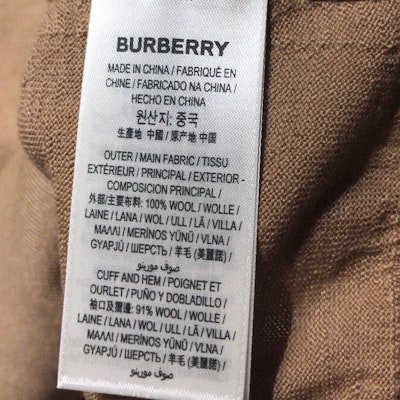 BURBERRY
MADE IN CHINA / FABRIQUÉ EN
CHINE / FABRICADO NA CHINA /
HECHO EN CHINA
원산지: 중국
生產地 中國 / 原产地 中国
OUTER / MAIN FABRIC / TISSU
EXTÉRIEUR / PRINCIPAL / EXTERIOR -
COMPOSICION PRINCIPAL /
外部/主要布料: 100% WOOL / WOLLE /
LAINE / LANA / WOL / ULL / LÃ / VILLA /
ΜΑΛΛΙ / MERİNOS YÜNÜ / VLNA /
GYAPJÚ / ШЕРСТЬ / 羊毛 (美麗諾) /
صوف مورينو
CUFF AND HEM / POIGNET ET
OURLET / PUÑO Y DOBLADILLO /
袖口及摺邊: 91% WOOL / WOLLE /
LAINE / LANA / WOL / ULL / LÃ / VILLA /
ΜΑΛΛΙ / MERİNOS YÜNÜ / VLNA /
GYAPJÚ / ШЕРСТЬ / 羊毛 (美麗諾) /
صوف مورينو